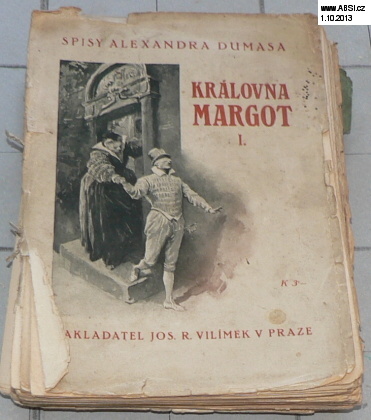 www.ABSI.cz
1.10.2013
SPISY ALEXANDRA DUMASA
KRÁLOVNA
MARGOT
I.
K 3·–
AKLADATEL JOS. R. VILÍMEK V PRAZE